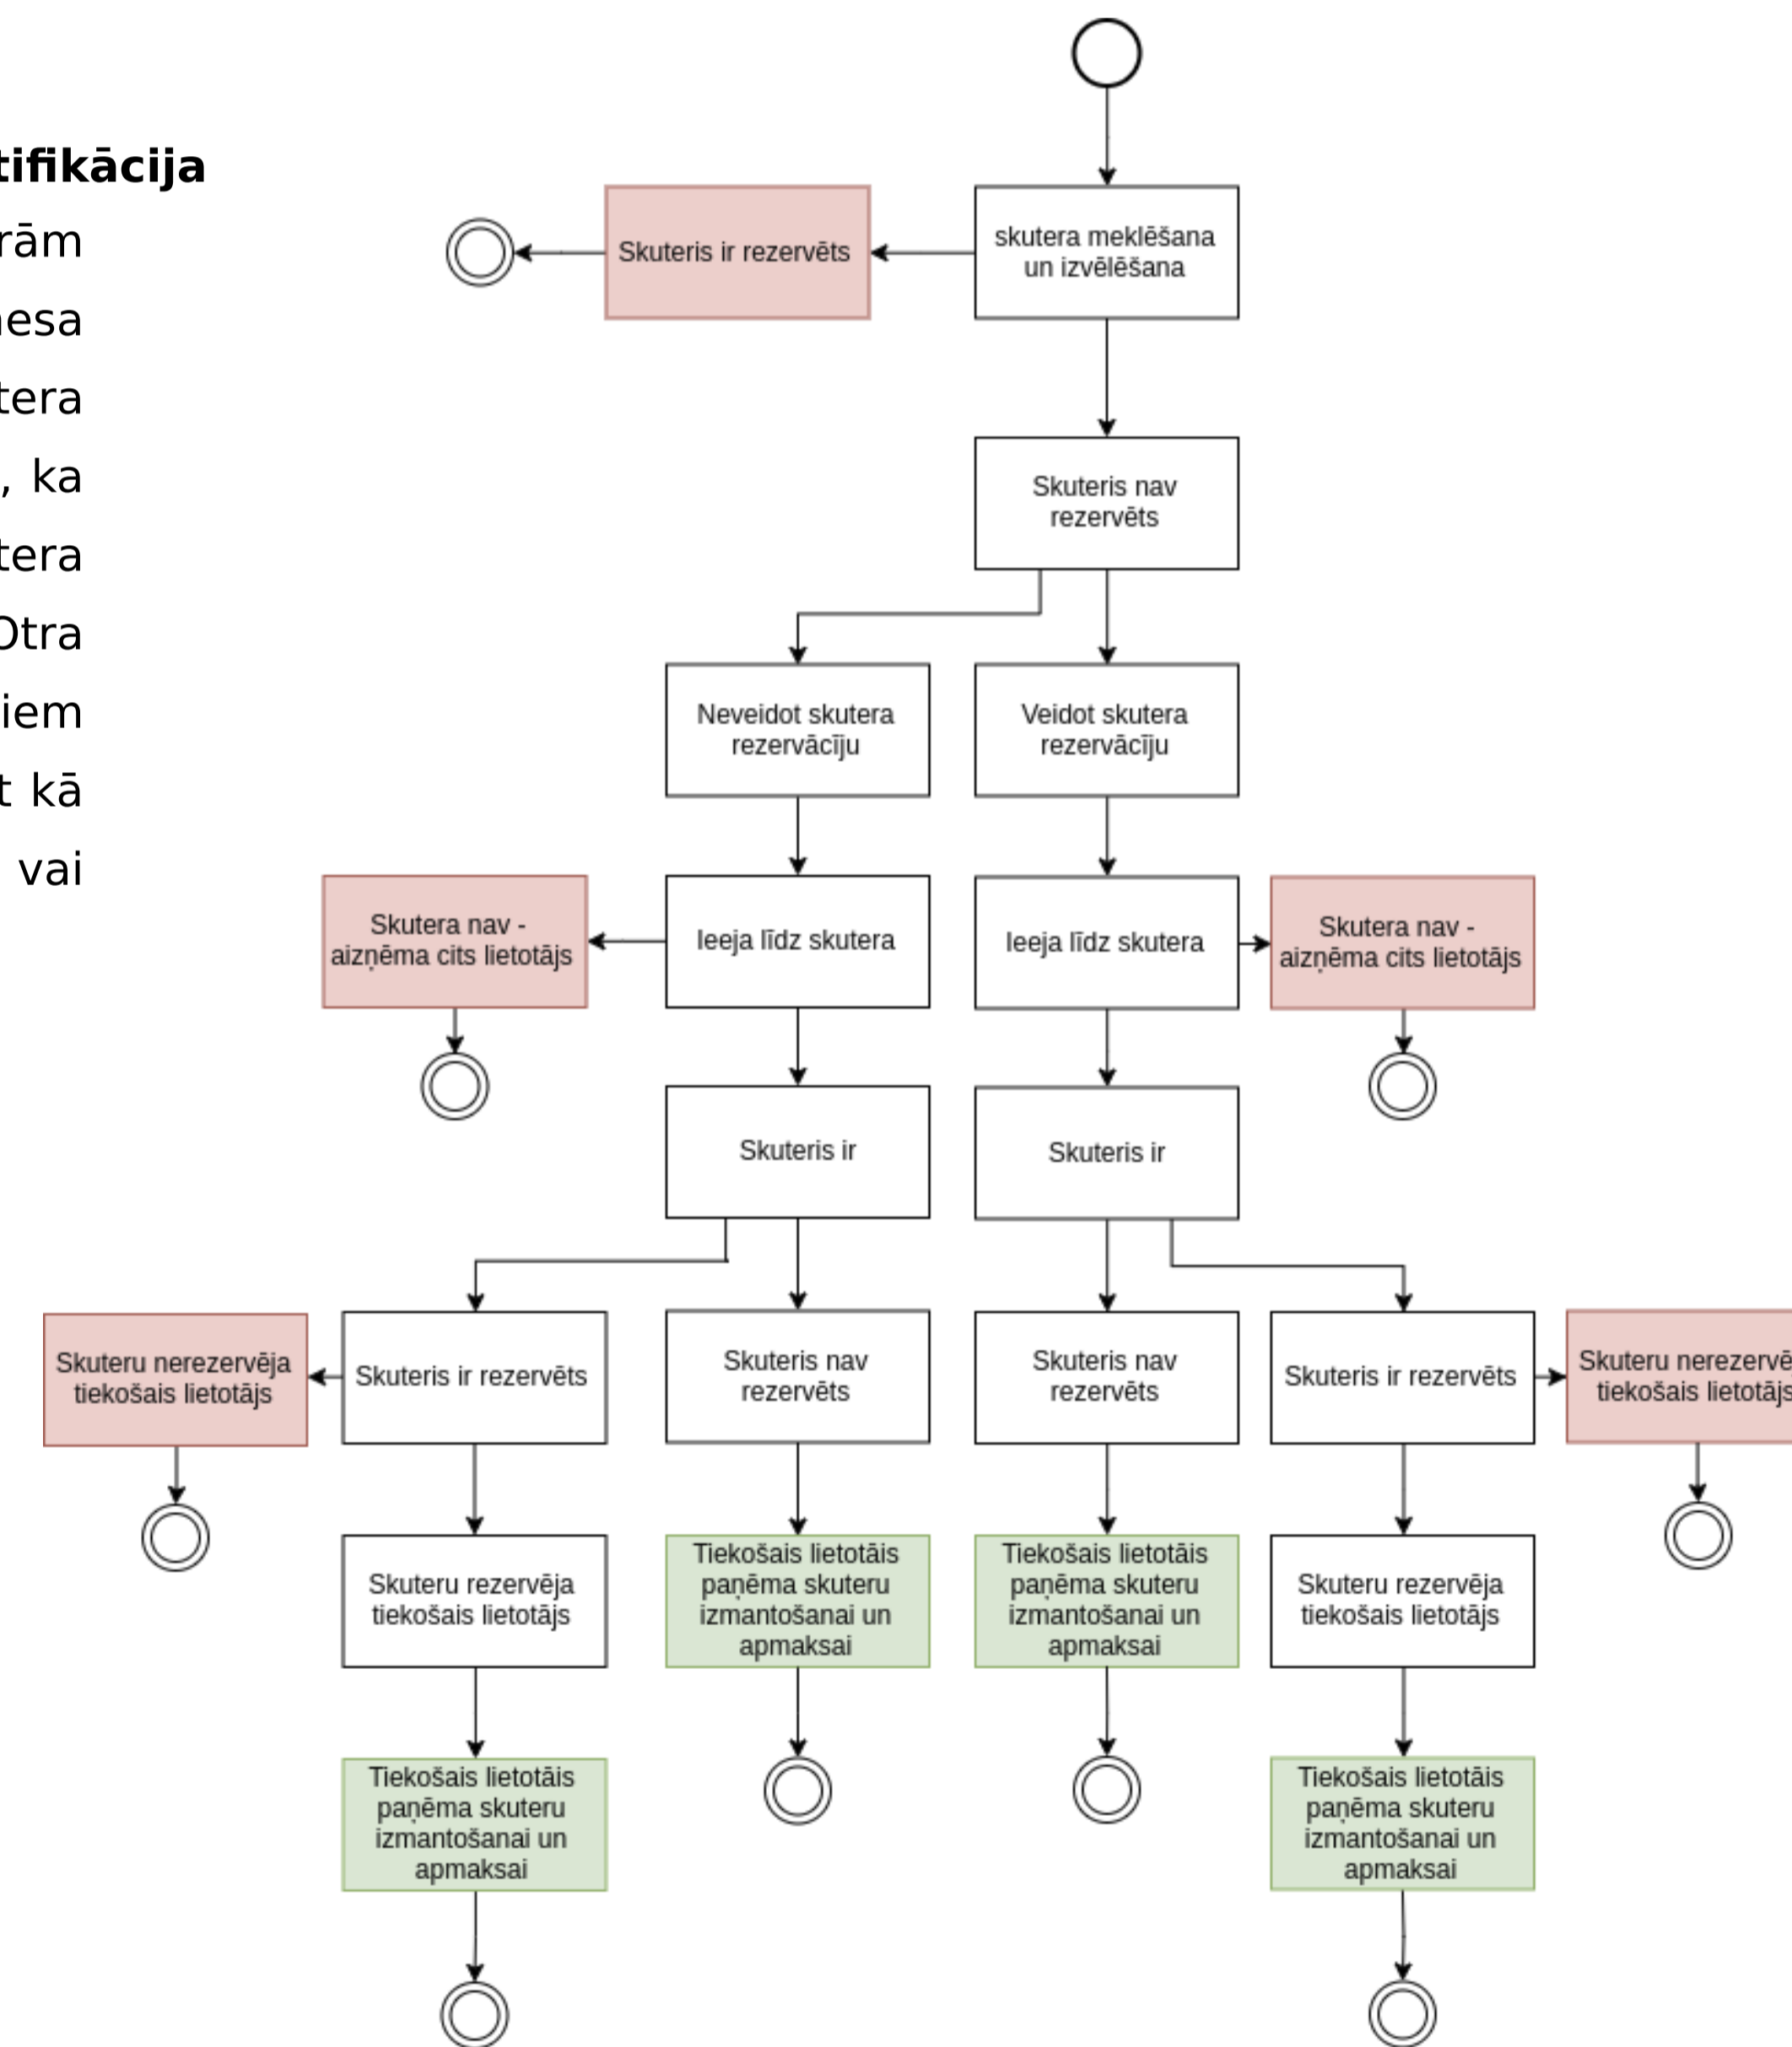 tifikācija
rām
esa
tera
, ka
tera
Otra
iem
t kā
vai
skutera meklēšana
un izvēlēšana
Skuteris ir rezervēts
Skuteris nav
rezervēts
Neveidot skutera
rezervācīju
Veidot skutera
rezervācīju
Skutera nav -
aizņēma cits lietotājs
Ieeja līdz skutera
Ieeja līdz skutera
Skutera nav -
aizņēma cits lietotājs
Skuteris ir
Skuteris ir
Skuteru nerezervēja
tiekošais lietotājs
Skuteris ir rezervēts
Skuteris nav
rezervēts
Skuteris nav
rezervēts
Skuteris ir rezervēts
Skuteru nerezervē
tiekošais lietotājs
Skuteru rezervēja
tiekošais lietotājs
Tiekošais lietotāis
paņēma skuteru
izmantošanai un
apmaksai
Tiekošais lietotāis
paņēma skuteru
izmantošanai un
apmaksai
Skuteru rezervēja
tiekošais lietotājs
Tiekošais lietotāis
paņēma skuteru
izmantošanai un
apmaksai
Tiekošais lietotāis
paņēma skuteru
izmantošanai un
apmaksai